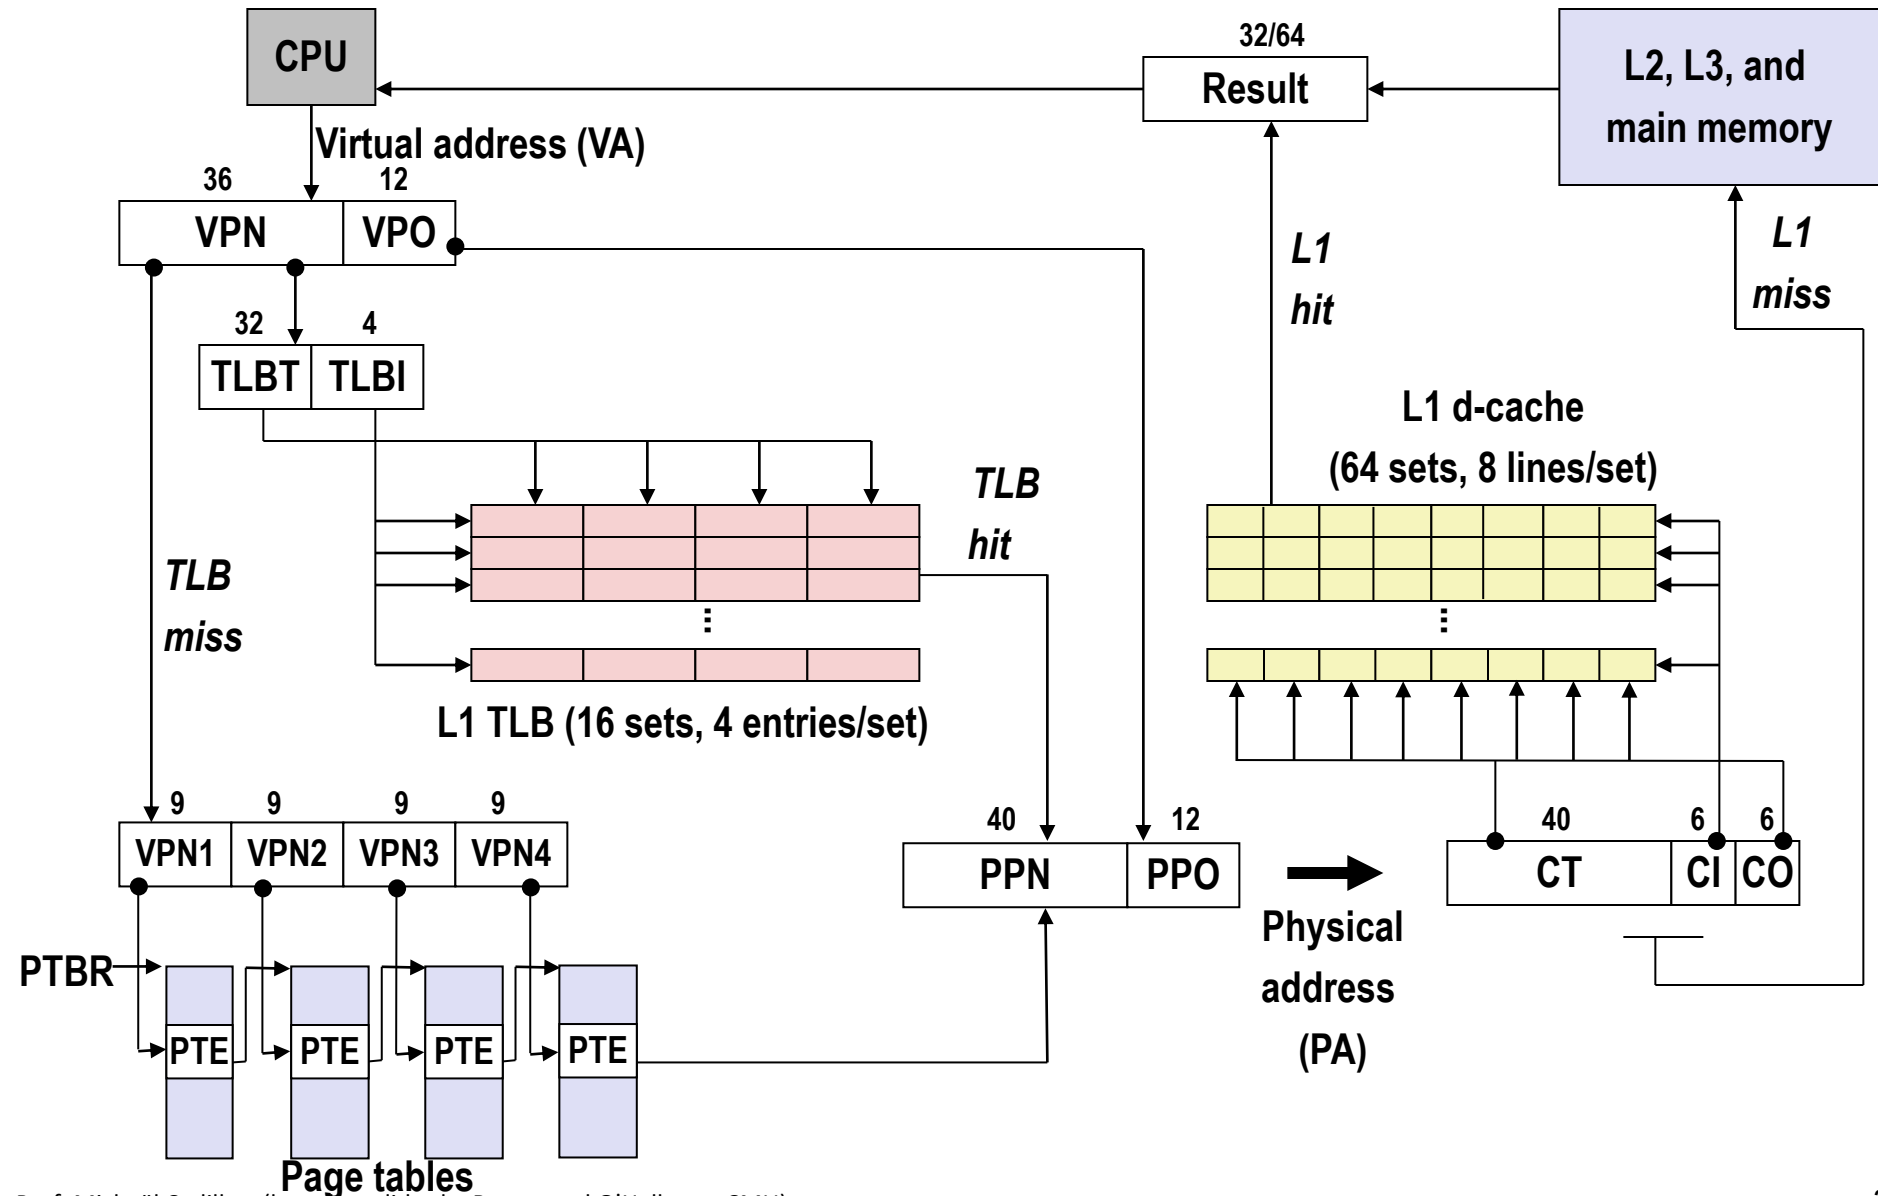 CPU
32/64
Result
L2, L3, and
main memory
Virtual address (VA)
36
12
VPN
VPO
L1
hit
L1
miss
32
4
TLBT
TLBI
L1 d-cache
(64 sets, 8 lines/set)
TLB
hit
TLB
miss
...
...
L1 TLB (16 sets, 4 entries/set)
9
9
9
9
VPN1
VPN2
VPN3
VPN4
40
12
PPN
PPO
40
6
6
CT
CI
CO
Physical
address
(PA)
PTBR
PTE
PTE
PTE
PTE
Page tables